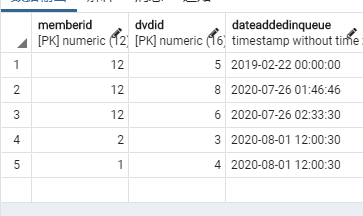 memberid dvdid dateaddedinqueue
[PK] numeric (12) [PK] numeric (16) timestamp without time
1 12 5 2019-02-22 00:00:00
2 12 8 2020-07-26 01:46:46
3 12 6 2020-07-26 02:33:30
4 2 3 2020-08-01 12:00:30
5 1 4 2020-08-01 12:00:30